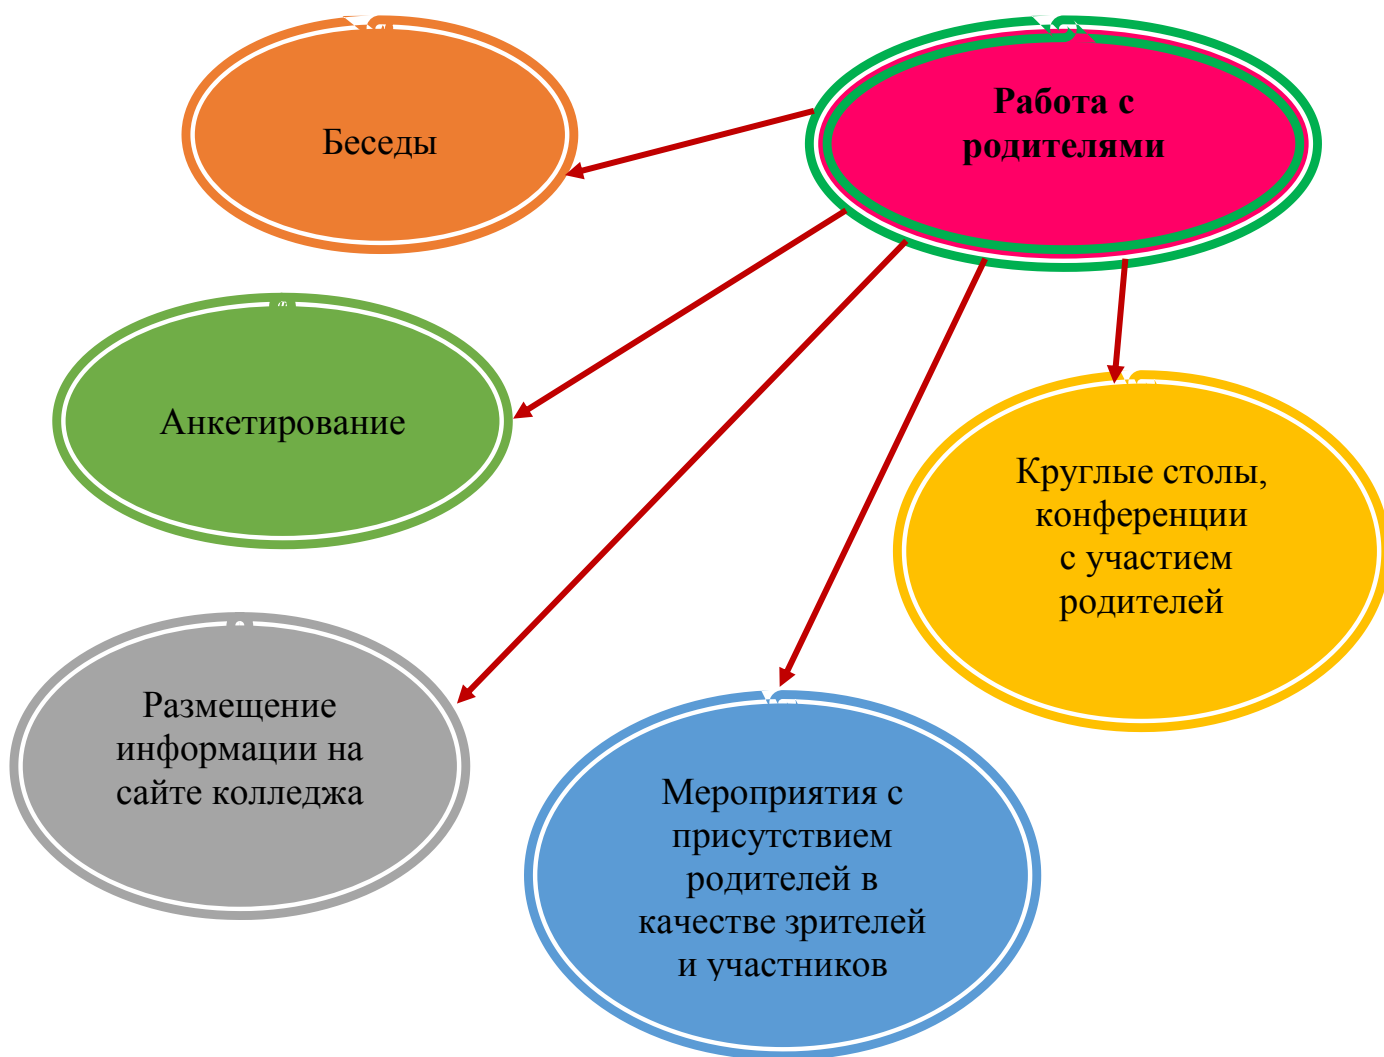 Работа с
родителями
Беседы
Анкетирование
Круглые столы,
конференции
с участием
родителей
Размещение
информации на
сайте колледжа
Мероприятия с
присутствием
родителей в
качестве зрителей
и участников